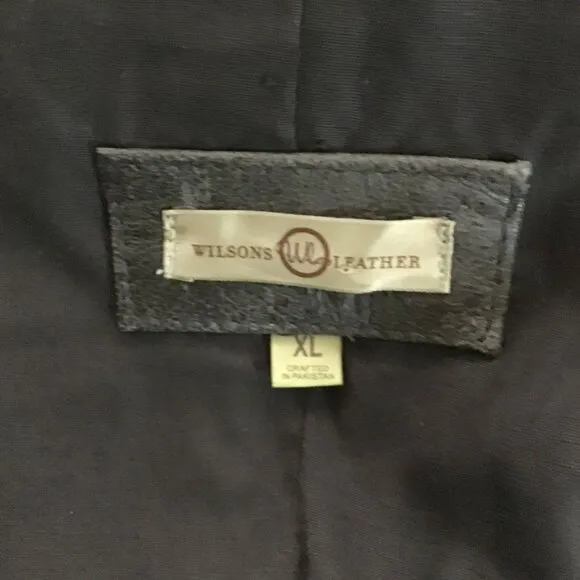 WILSONS WL LEATHER
XL
CRAFTED
IN PAKISTAN